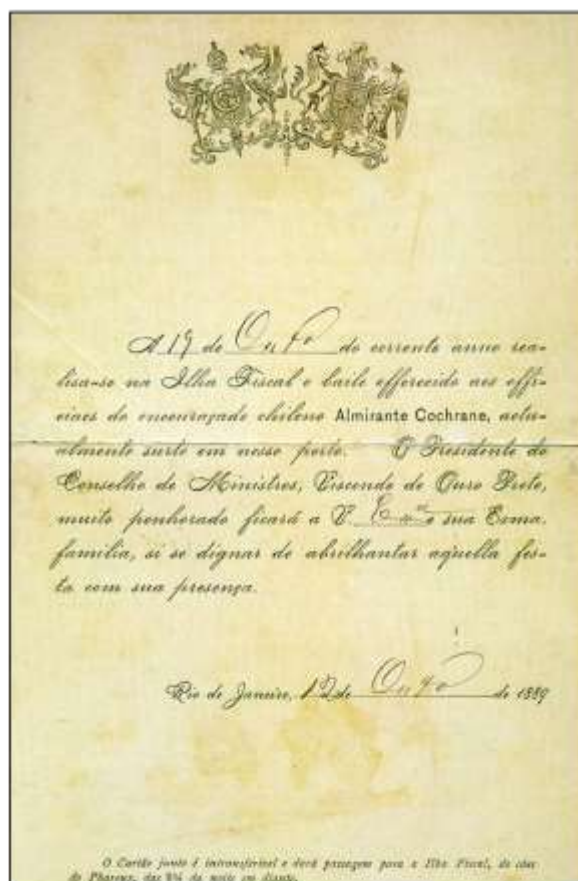 A 19 de Outº do corrente anno rea-
lisa-se na Ilha Fiscal o baile offerecido aos offi-
ciaes do encouraçado chileno Almirante Cochrane, actu-
almente surto em nosso porto. O Presidente do
Conselho de Ministros, Visconde de Ouro Preto,
muito penhorado ficará a V. Exª e sua Exma.
familia, si se dignar de abrilhantar aquella fes-
ta com sua presença.
Rio de Janeiro, 12 de Outº de 1889
O Cartão junto é intransferivel e dará passagem para a Ilha Fiscal, do cáes
do Pharoux, das 8½ da noite em diante.